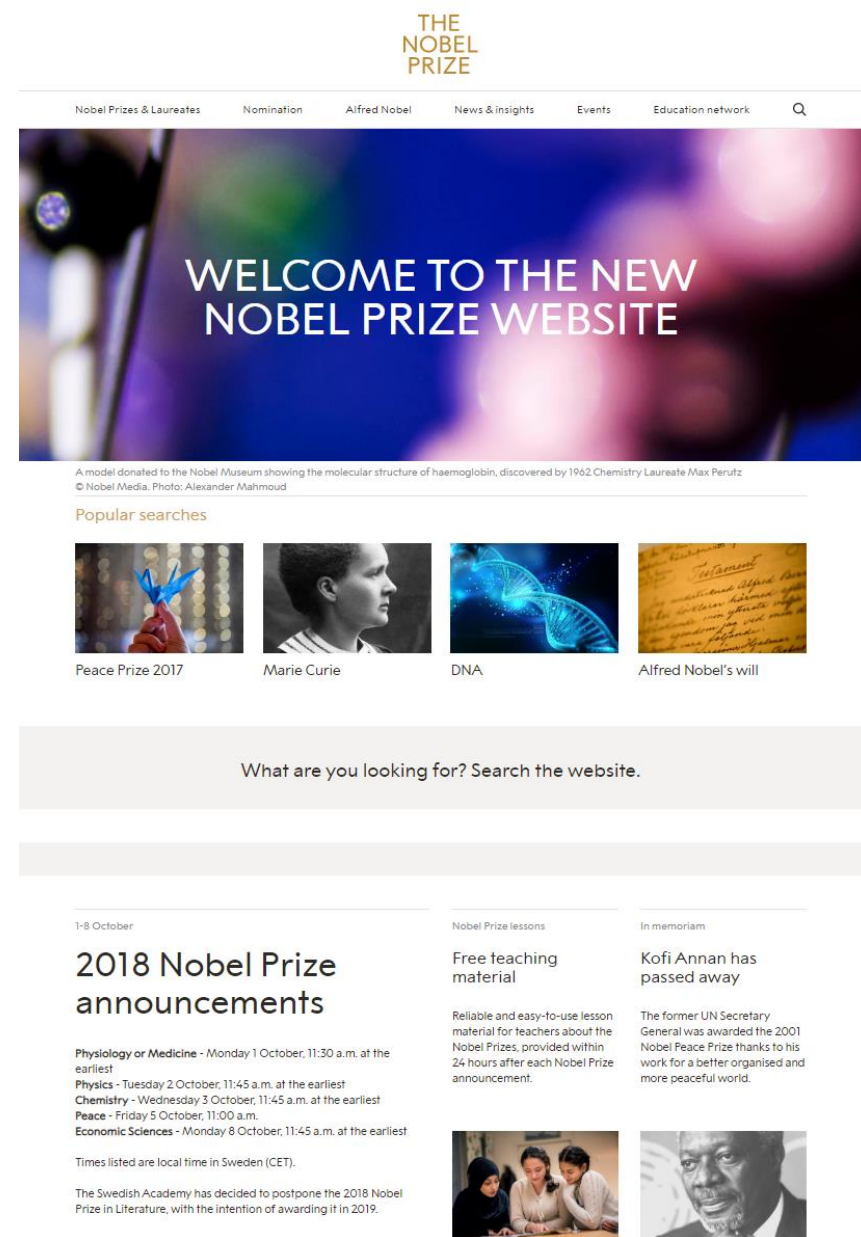 THE
NOBEL
PRIZE
Nobel Prizes & Laureates
Nomination
Alfred Nobel
News & insights
Events
Education network
WELCOME TO THE NEW
NOBEL PRIZE WEBSITE
A model donated to the Nobel Museum showing the molecular structure of haemoglobin, discovered by 1962 Chemistry Laureate Max Perutz
© Nobel Media. Photo: Alexander Mahmoud
Popular searches
Testament
Peace Prize 2017
Marie Curie
DNA
Alfred Nobel's will
What are you looking for? Search the website.
1-8 October
2018 Nobel Prize
announcements
Physiology or Medicine - Monday 1 October, 11:30 a.m. at the
earliest
Physics - Tuesday 2 October, 11:45 a.m. at the earliest
Chemistry - Wednesday 3 October, 11:45 a.m. at the earliest
Peace - Friday 5 October, 11:00 a.m.
Economic Sciences - Monday 8 October, 11:45 a.m. at the earliest
Times listed are local time in Sweden (CET).
The Swedish Academy has decided to postpone the 2018 Nobel
Prize in Literature, with the intention of awarding it in 2019.
Nobel Prize lessons
Free teaching
material
Reliable and easy-to-use lesson
material for teachers about the
Nobel Prizes, provided within
24 hours after each Nobel Prize
announcement.
In memoriam
Kofi Annan has
passed away
The former UN Secretary
General was awarded the 2001
Nobel Peace Prize thanks to his
work for a better organised and
more peaceful world.